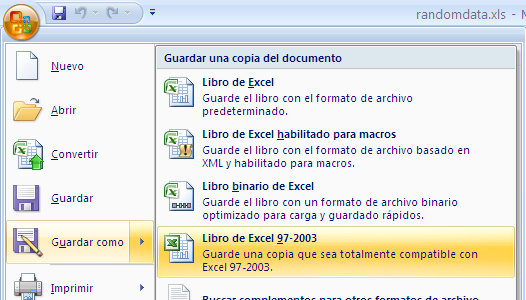 randomdata.xls -
Guardar una copia del documento
Nuevo
Abrir
Convertir
Guardar
Guardar como
Imprimir
Libro de Excel
Guarde el libro con el formato de archivo
predeterminado.
Libro de Excel habilitado para macros
Guarde el libro con el formato de archivo basado en
XML y habilitado para macros.
Libro binario de Excel
Guarde el libro con un formato de archivo binario
optimizado para carga y guardado rápidos.
Libro de Excel 97-2003
Guarde una copia que sea totalmente compatible con
Excel 97-2003.
Buscar complementos para otros formatos de archivo